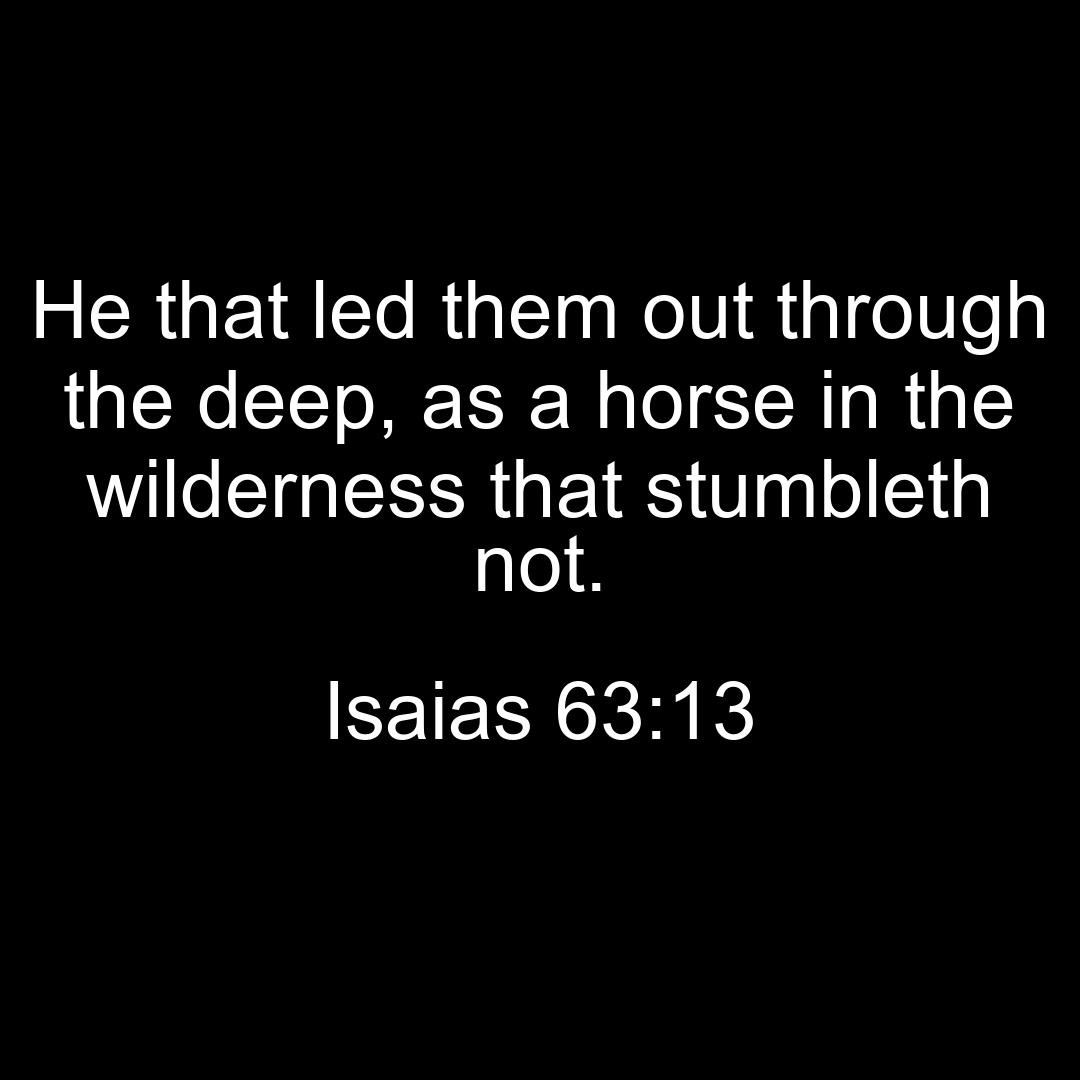 He that led them out through
the deep, as a horse in the
wilderness that stumbleth
not.
Isaias 63:13